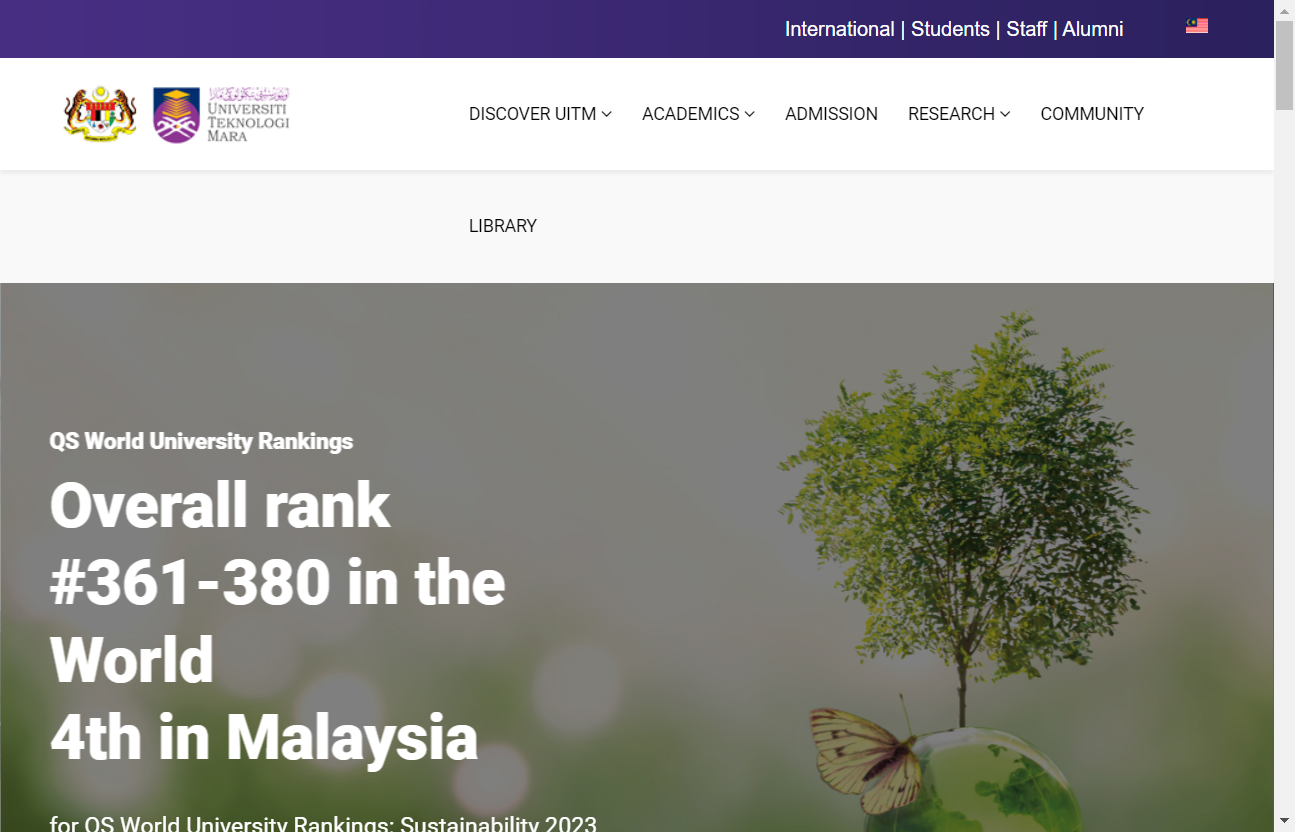 International | Students | Staff | Alumni
UNIVERSITI
TEKNOLOGI
MARA
DISCOVER UITM
ACADEMICS
ADMISSION
RESEARCH
COMMUNITY
LIBRARY
QS World University Rankings
Overall rank
#361-380 in the
World
4th in Malaysia
for QS World University Rankings: Sustainability 2023